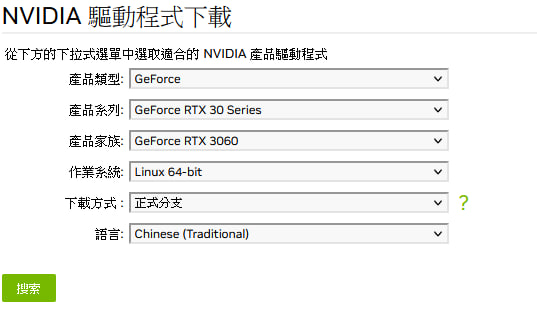 NVIDIA 驅動程式下載
從下方的下拉式選單中選取適合的 NVIDIA 產品驅動程式
產品類型: GeForce
產品系列: GeForce RTX 30 Series
產品家族: GeForce RTX 3060
作業系統: Linux 64-bit
下載方式 : 正式分支 ?
語言: Chinese (Traditional)
搜索